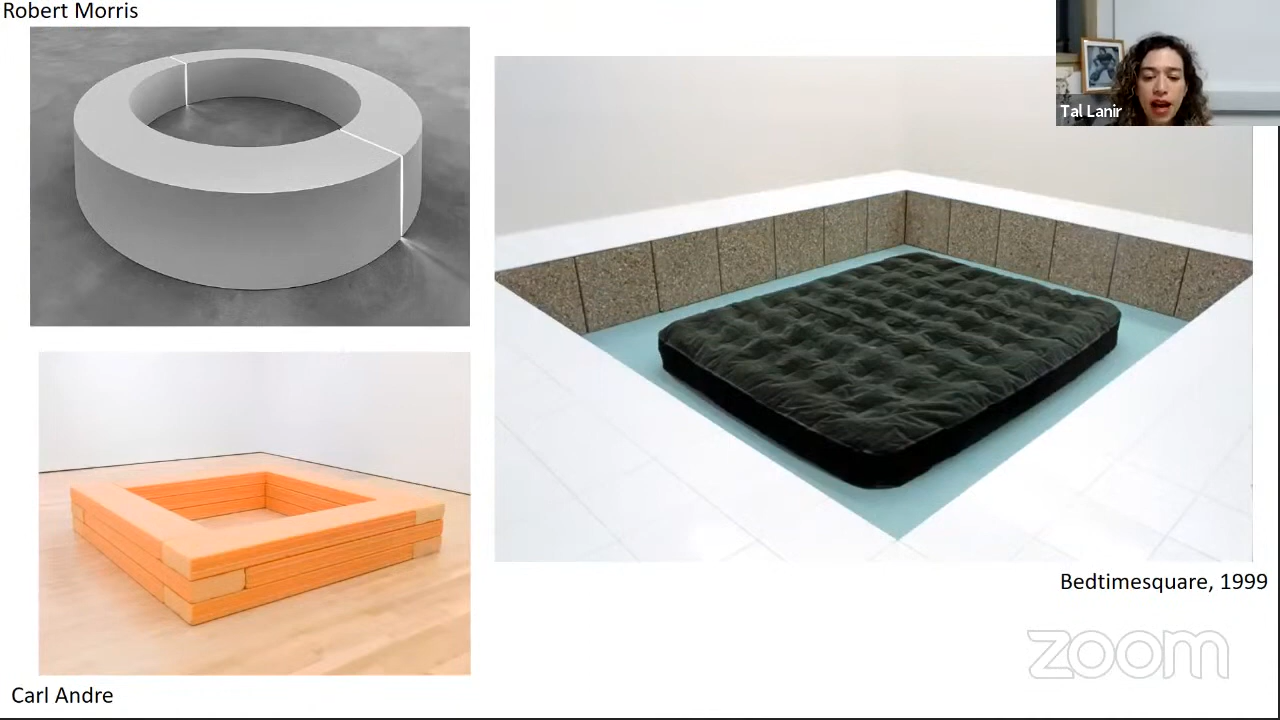 Robert Morris
Tal Lanir
Bedtimesquare, 1999
zoom
Carl Andre